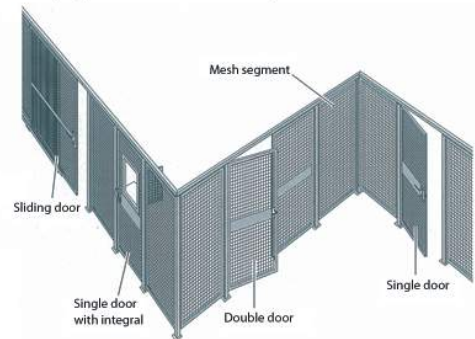 Mesh segment
Sliding door
Single door
with integral
Double door
Single door